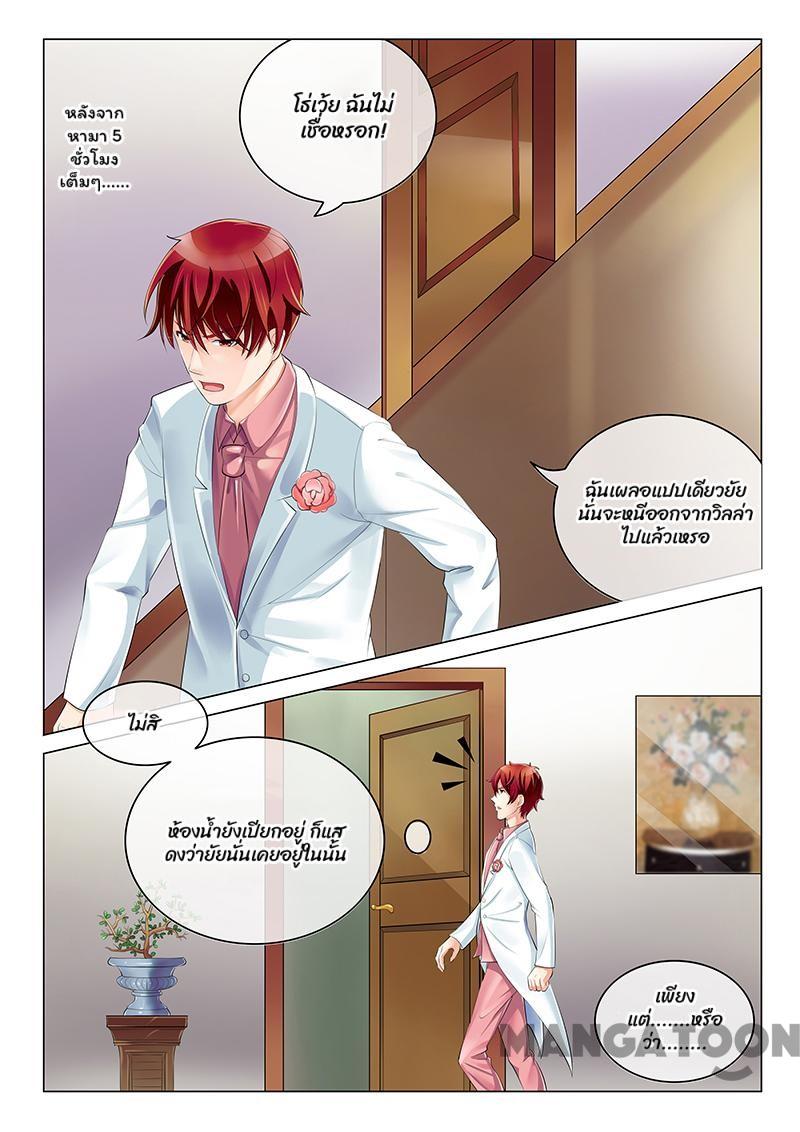 หลังจาก
หามา 5
ชั่วโมง
เต็มๆ......
โธ่เว้ย ฉันไม่
เชื่อหรอก!
ฉันเผลอแปปเดียวยัย
นั่นจะหนีออกจากวิลล่า
ไปแล้วเหรอ
ไม่สิ
ห้องน้ำยังเปียกอยู่ ก็แส
ดงว่ายัยนั่นเคยอยู่ในนั้น
เพียง
แต่.......หรือ
ว่า.........
MANGATOON